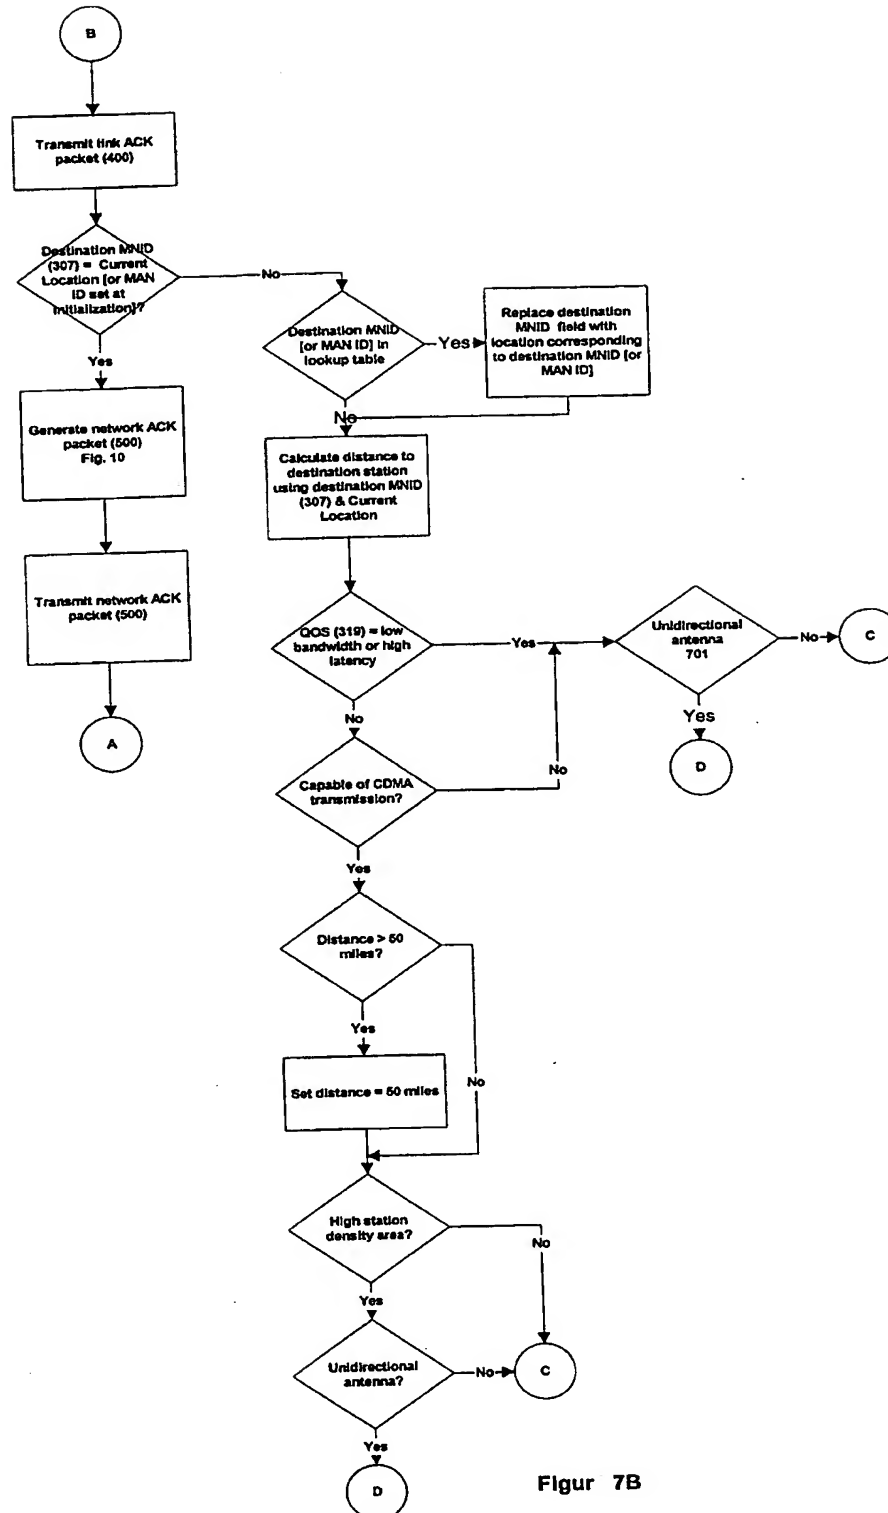 B
Transmit link ACK
packet (400)
Destination MNID
(307) = Current
Location [or MAN
ID set at
initialization]?
No
Yes
Destination MNID
[or MAN ID] in
lookup table
Yes
Replace destination
MNID field with
location corresponding
to destination MNID [or
MAN ID]
No
Generate network ACK
packet (500)
Fig. 10
Calculate distance to
destination station
using destination MNID
(307) & Current
Location
Transmit network ACK
packet (500)
A
QOS (319) = low
bandwidth or high
latency
Yes
Unidirectional
antenna
701
No
C
Yes
D
No
Capable of CDMA
transmission?
No
Yes
Distance > 50
miles?
Yes
No
Set distance = 50 miles
High station
density area?
No
Yes
Unidirectional
antenna?
No
C
Yes
D
Figur 7B